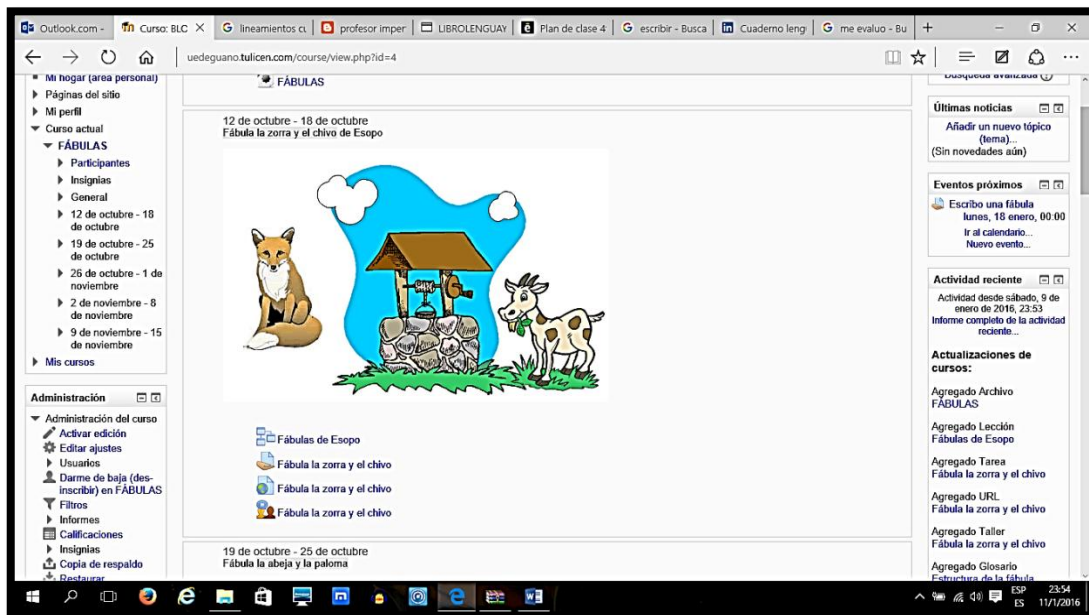 Outlook.com -
Curso: BLC
lineamientos cu
profesor imper
LIBROLENGUAY
Plan de clase 4
escribir - Busca
Cuaderno leng
me evaluo - Bu
uedeguano.tulicen.com/course/view.php?id=4
Mi hogar (área personal)
Páginas del sitio
Mi perfil
Curso actual
FÁBULAS
Participantes
Insignias
General
12 de octubre - 18
de octubre
19 de octubre - 25
de octubre
26 de octubre - 1 de
noviembre
2 de noviembre - 8
de noviembre
9 de noviembre - 15
de noviembre
Mis cursos
Administración
Administración del curso
Activar edición
Editar ajustes
Usuarios
Darme de baja (des-
inscribir) en FÁBULAS
Filtros
Informes
Calificaciones
Insignias
Copia de respaldo
Restaurar
FÁBULAS
12 de octubre - 18 de octubre
Fábula la zorra y el chivo de Esopo
Fábulas de Esopo
Fábula la zorra y el chivo
Fábula la zorra y el chivo
Fábula la zorra y el chivo
19 de octubre - 25 de octubre
Fábula la abeja y la paloma
Búsqueda avanzada
Últimas noticias
Añadir un nuevo tópico
(tema)...
(Sin novedades aún)
Eventos próximos
Escribo una fábula
lunes, 18 enero, 00:00
Ir al calendario...
Nuevo evento...
Actividad reciente
Actividad desde sábado, 9 de
enero de 2016, 23:53
Informe completo de la actividad
reciente...
Actualizaciones de
cursos:
Agregado Archivo
FÁBULAS
Agregado Lección
Fábulas de Esopo
Agregado Tarea
Fábula la zorra y el chivo
Agregado URL
Fábula la zorra y el chivo
Agregado Taller
Fábula la zorra y el chivo
Agregado Glosario
Estructura de la fábula
ESP
ES
23:54
11/1/2016